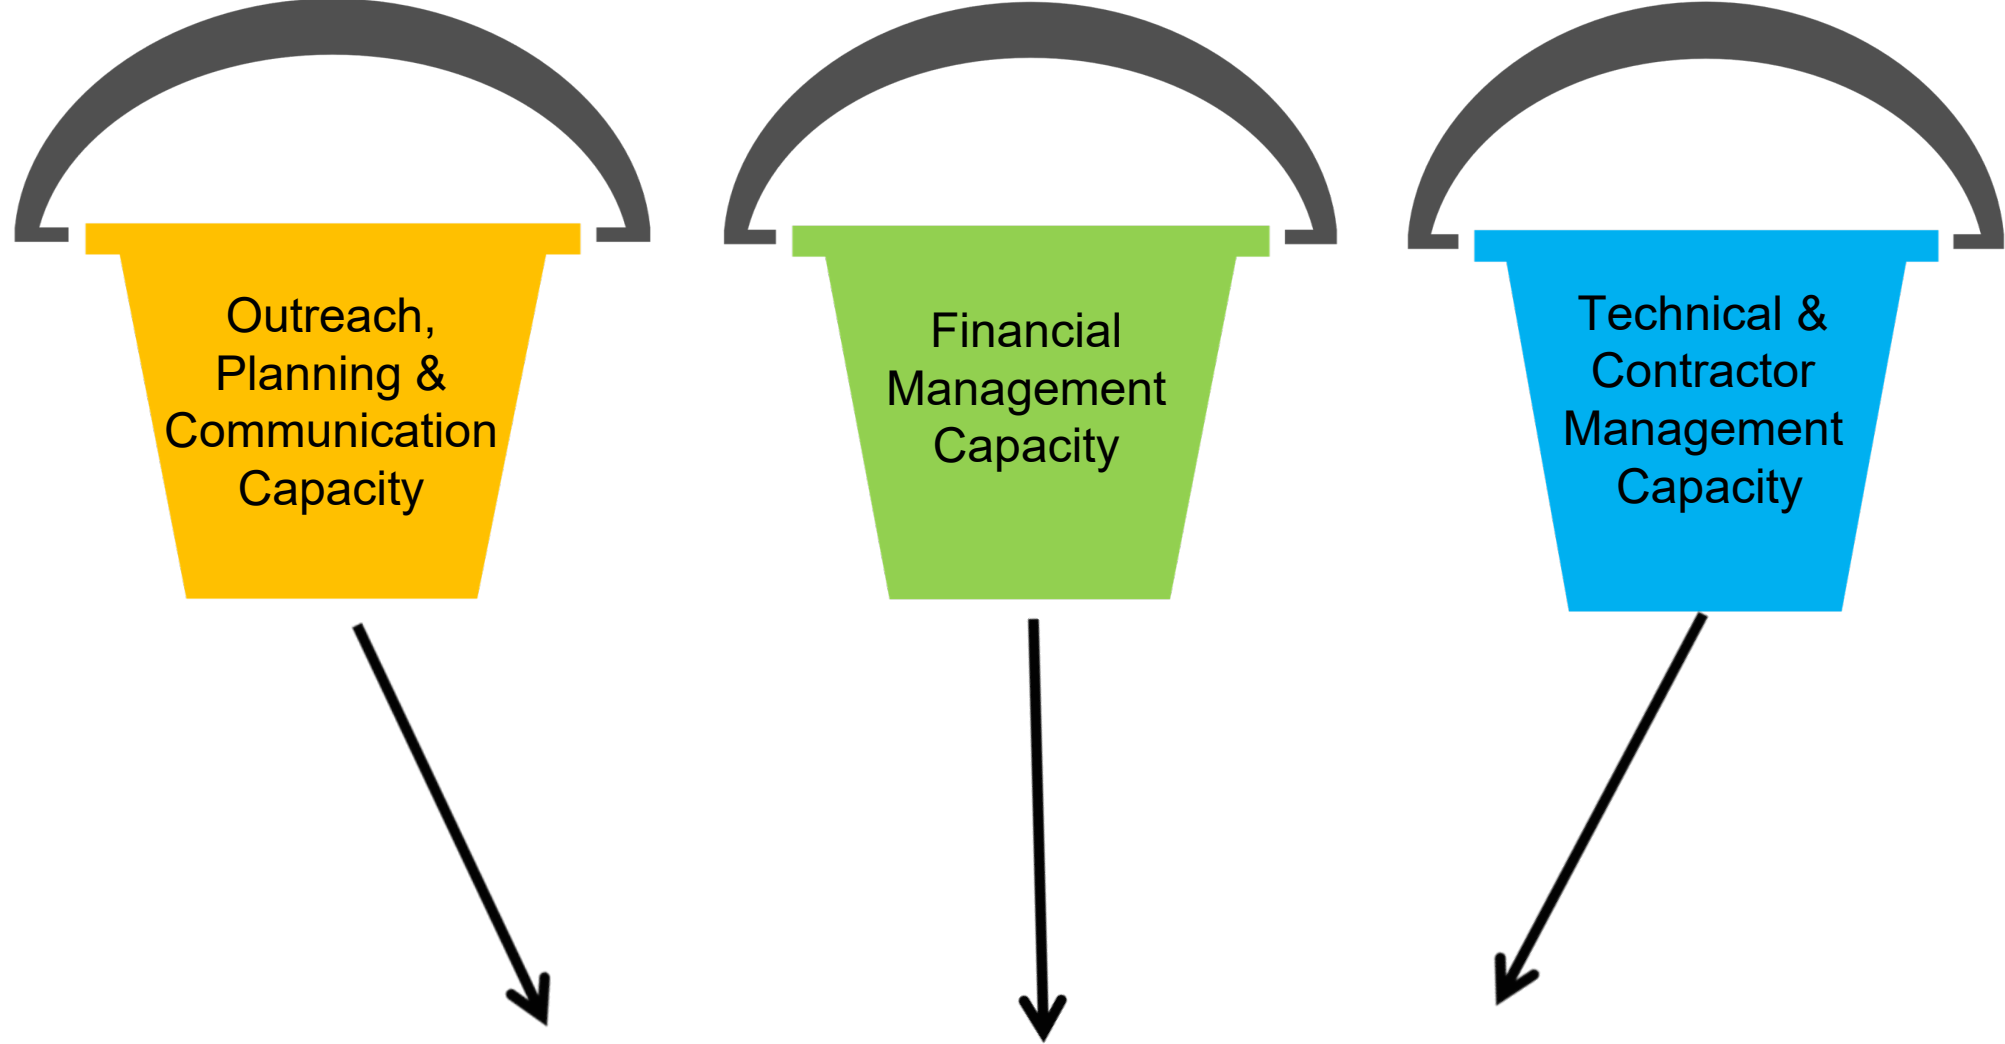 Outreach,
Planning &
Communication
Capacity
Financial
Management
Capacity
Technical &
Contractor
Management
Capacity